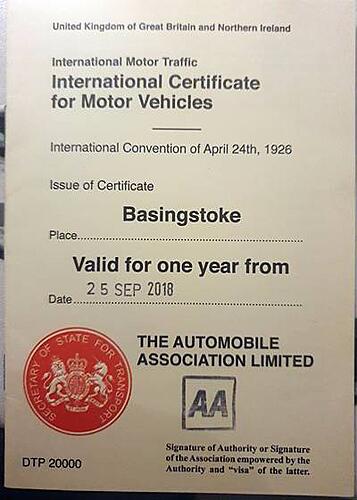 United Kingdom of Great Britain and Northern Ireland
International Motor Traffic
International Certificate
for Motor Vehicles
International Convention of April 24th, 1926
Issue of Certificate
Basingstoke
Place
Valid for one year from
Date 25 SEP 2018
THE AUTOMOBILE
ASSOCIATION LIMITED
SECRETARY OF STATE FOR TRANSPORT
AA
Signature of Authority or Signature
of the Association empowered by the
Authority and “visa” of the latter.
DTP 20000